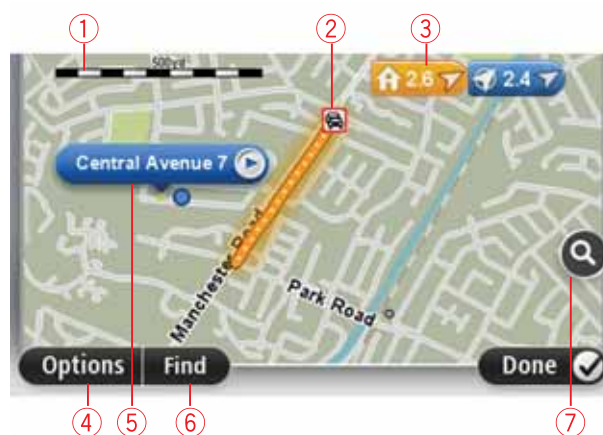 1 2 3
500yd
2.6 2.4
Central Avenue 7
Manchester Road
Park Road
Options Find Done
4 5 6 7